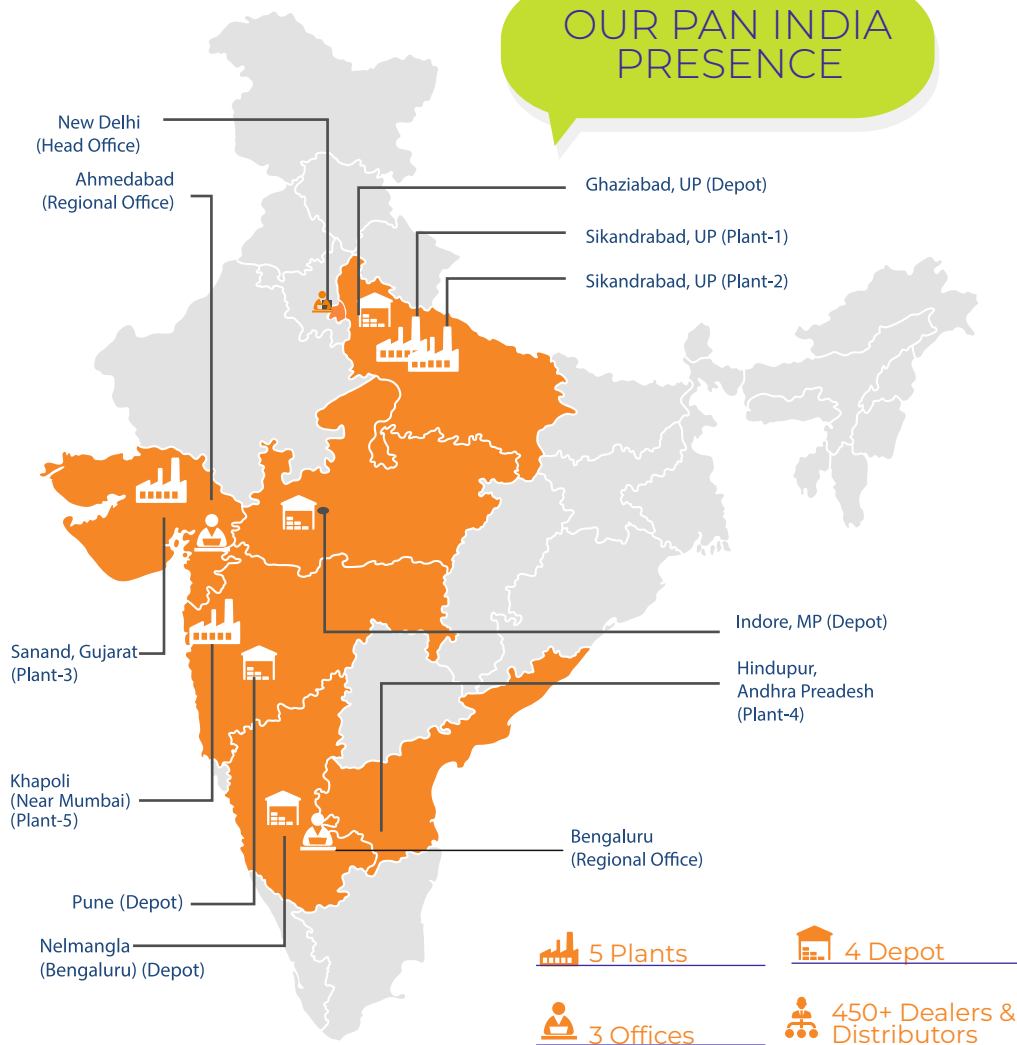 OUR PAN INDIA
PRESENCE
New Delhi
(Head Office)
Ahmedabad
(Regional Office)
Ghaziabad, UP (Depot)
Sikandrabad, UP (Plant-1)
Sikandrabad, UP (Plant-2)
Sanand, Gujarat
(Plant-3)
Indore, MP (Depot)
Hindupur,
Andhra Preadesh
(Plant-4)
Khapoli
(Near Mumbai)
(Plant-5)
Bengaluru
(Regional Office)
Pune (Depot)
Nelmangla
(Bengaluru) (Depot)
5 Plants
4 Depot
3 Offices
450+ Dealers &
Distributors